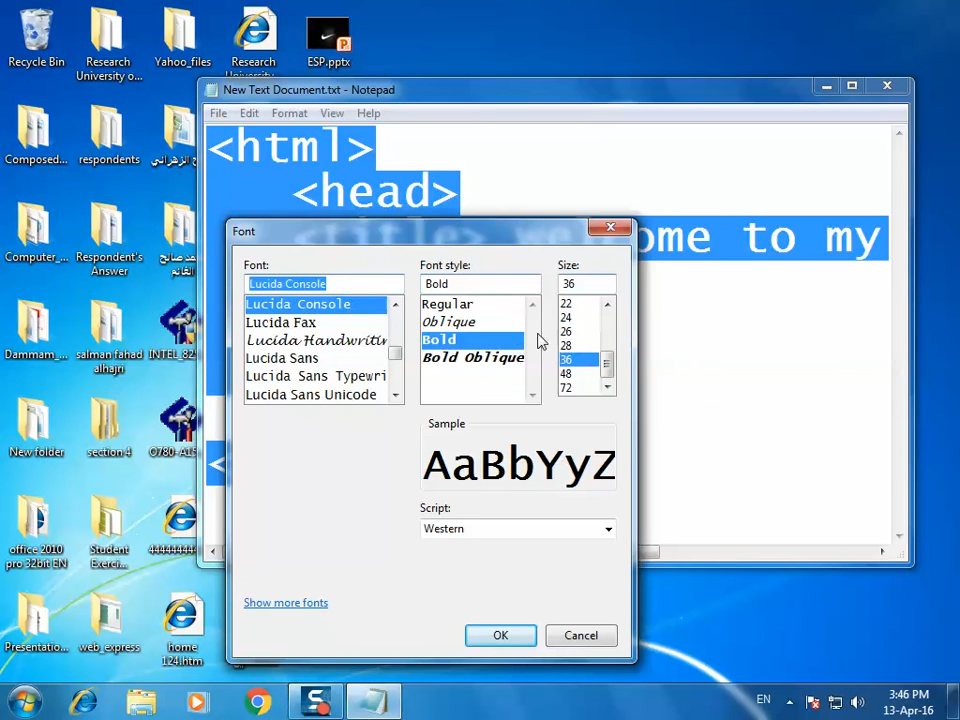 Recycle Bin
Research
University o...
Yahoo_files
Research
University
ESP.pptx
New Text Document.txt - Notepad
File Edit Format View Help
<html>
<head>
<title> welcome to my
Composed...
respondents
Computer_...
Respondent's
Answer
Dammam_...
salman fahad
alhajri
New folder
section 4
office 2010
pro 32bit EN
Student
Exerci...
Presentatio...
web_express
home
124.htm
Font
Font:
Lucida Console
Lucida Console
Lucida Fax
Lucida Handwritin
Lucida Sans
Lucida Sans Typewri
Lucida Sans Unicode
Font style:
Bold
Regular
Oblique
Bold
Bold Oblique
Size:
36
22
24
26
28
36
48
72
Sample
AaBbYyZ
Script:
Western
Show more fonts
OK
Cancel
EN
3:46 PM
13-Apr-16